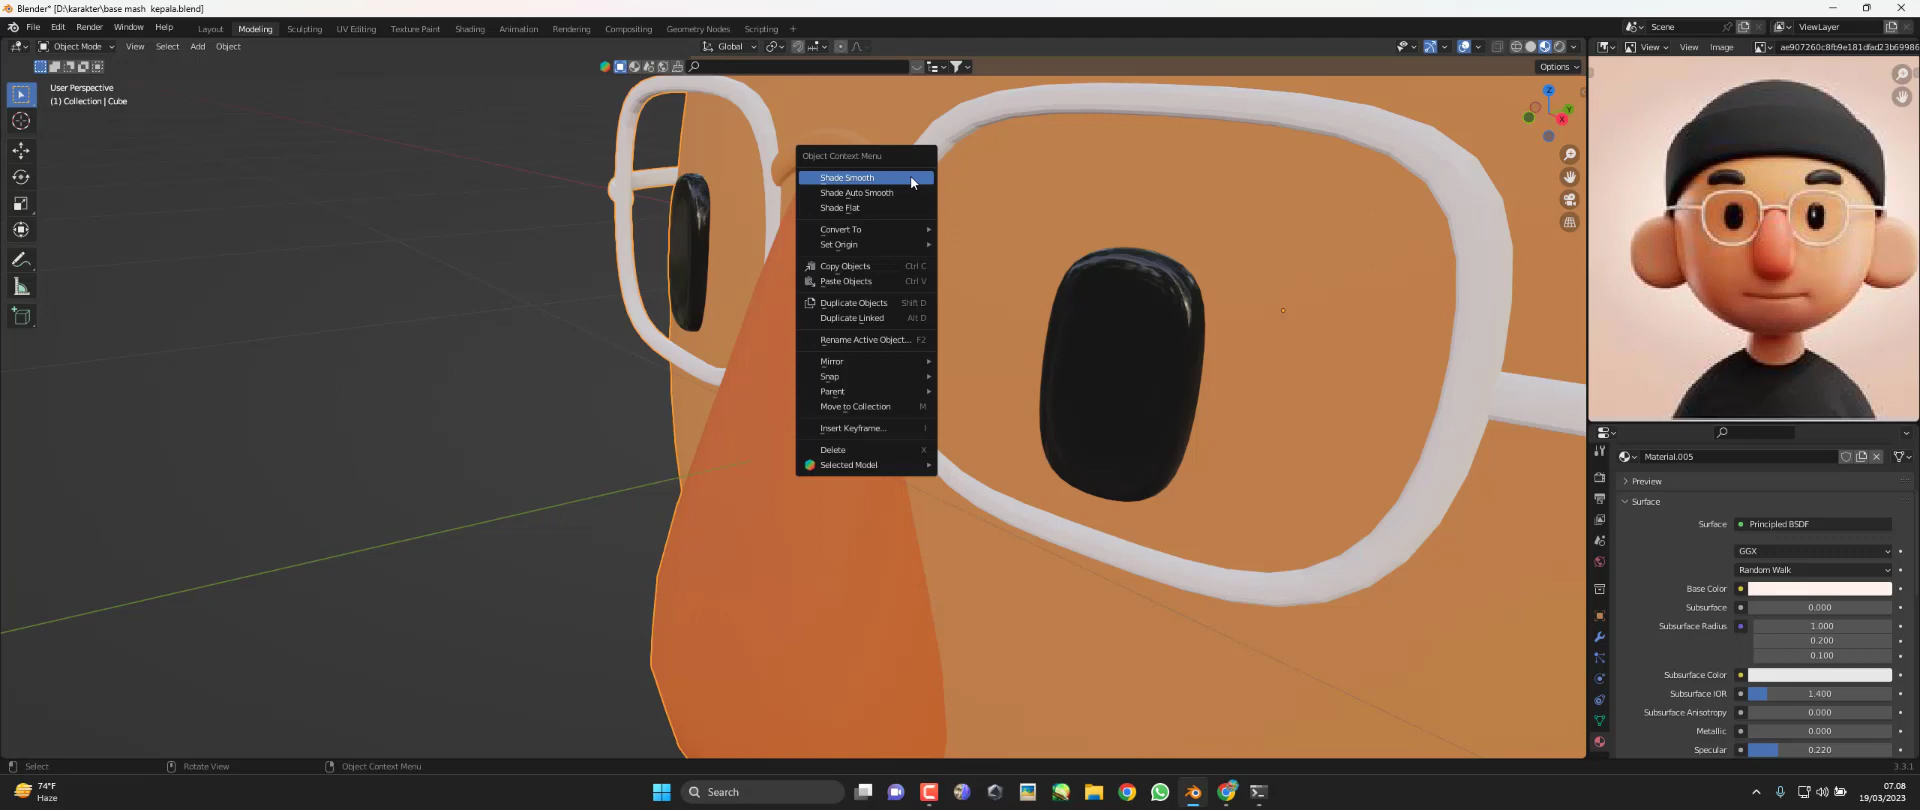 Blender* [D:\karakter\base mash kepala.blend]
File Edit Render Window Help Layout Modeling Sculpting UV Editing Texture Paint Shading Animation Rendering Compositing Geometry Nodes Scripting + Scene ViewLayer
Object Mode View Select Add Object Global View View Image ae907260c8fb9e181dfad23b69986
Options
User Perspective
(1) Collection | Cube
Z
Y
X
Object Context Menu
Shade Smooth
Shade Auto Smooth
Shade Flat
Convert To
Set Origin
Copy Objects Ctrl C
Paste Objects Ctrl V
Duplicate Objects Shift D
Duplicate Linked Alt D
Rename Active Object... F2
Mirror
Snap
Parent
Move to Collection M
Insert Keyframe... I
Delete X
Selected Model
Material.005
Preview
Surface
Surface Principled BSDF
GGX
Random Walk
Base Color
Subsurface 0.000
Subsurface Radius 1.000
0.200
0.100
Subsurface Color
Subsurface IOR 1.400
Subsurface Anisotropy 0.000
Metallic 0.000
Specular 0.220
Select Rotate View Object Context Menu 3.3.1
74°F
Haze
Search
07.08
19/03/2023